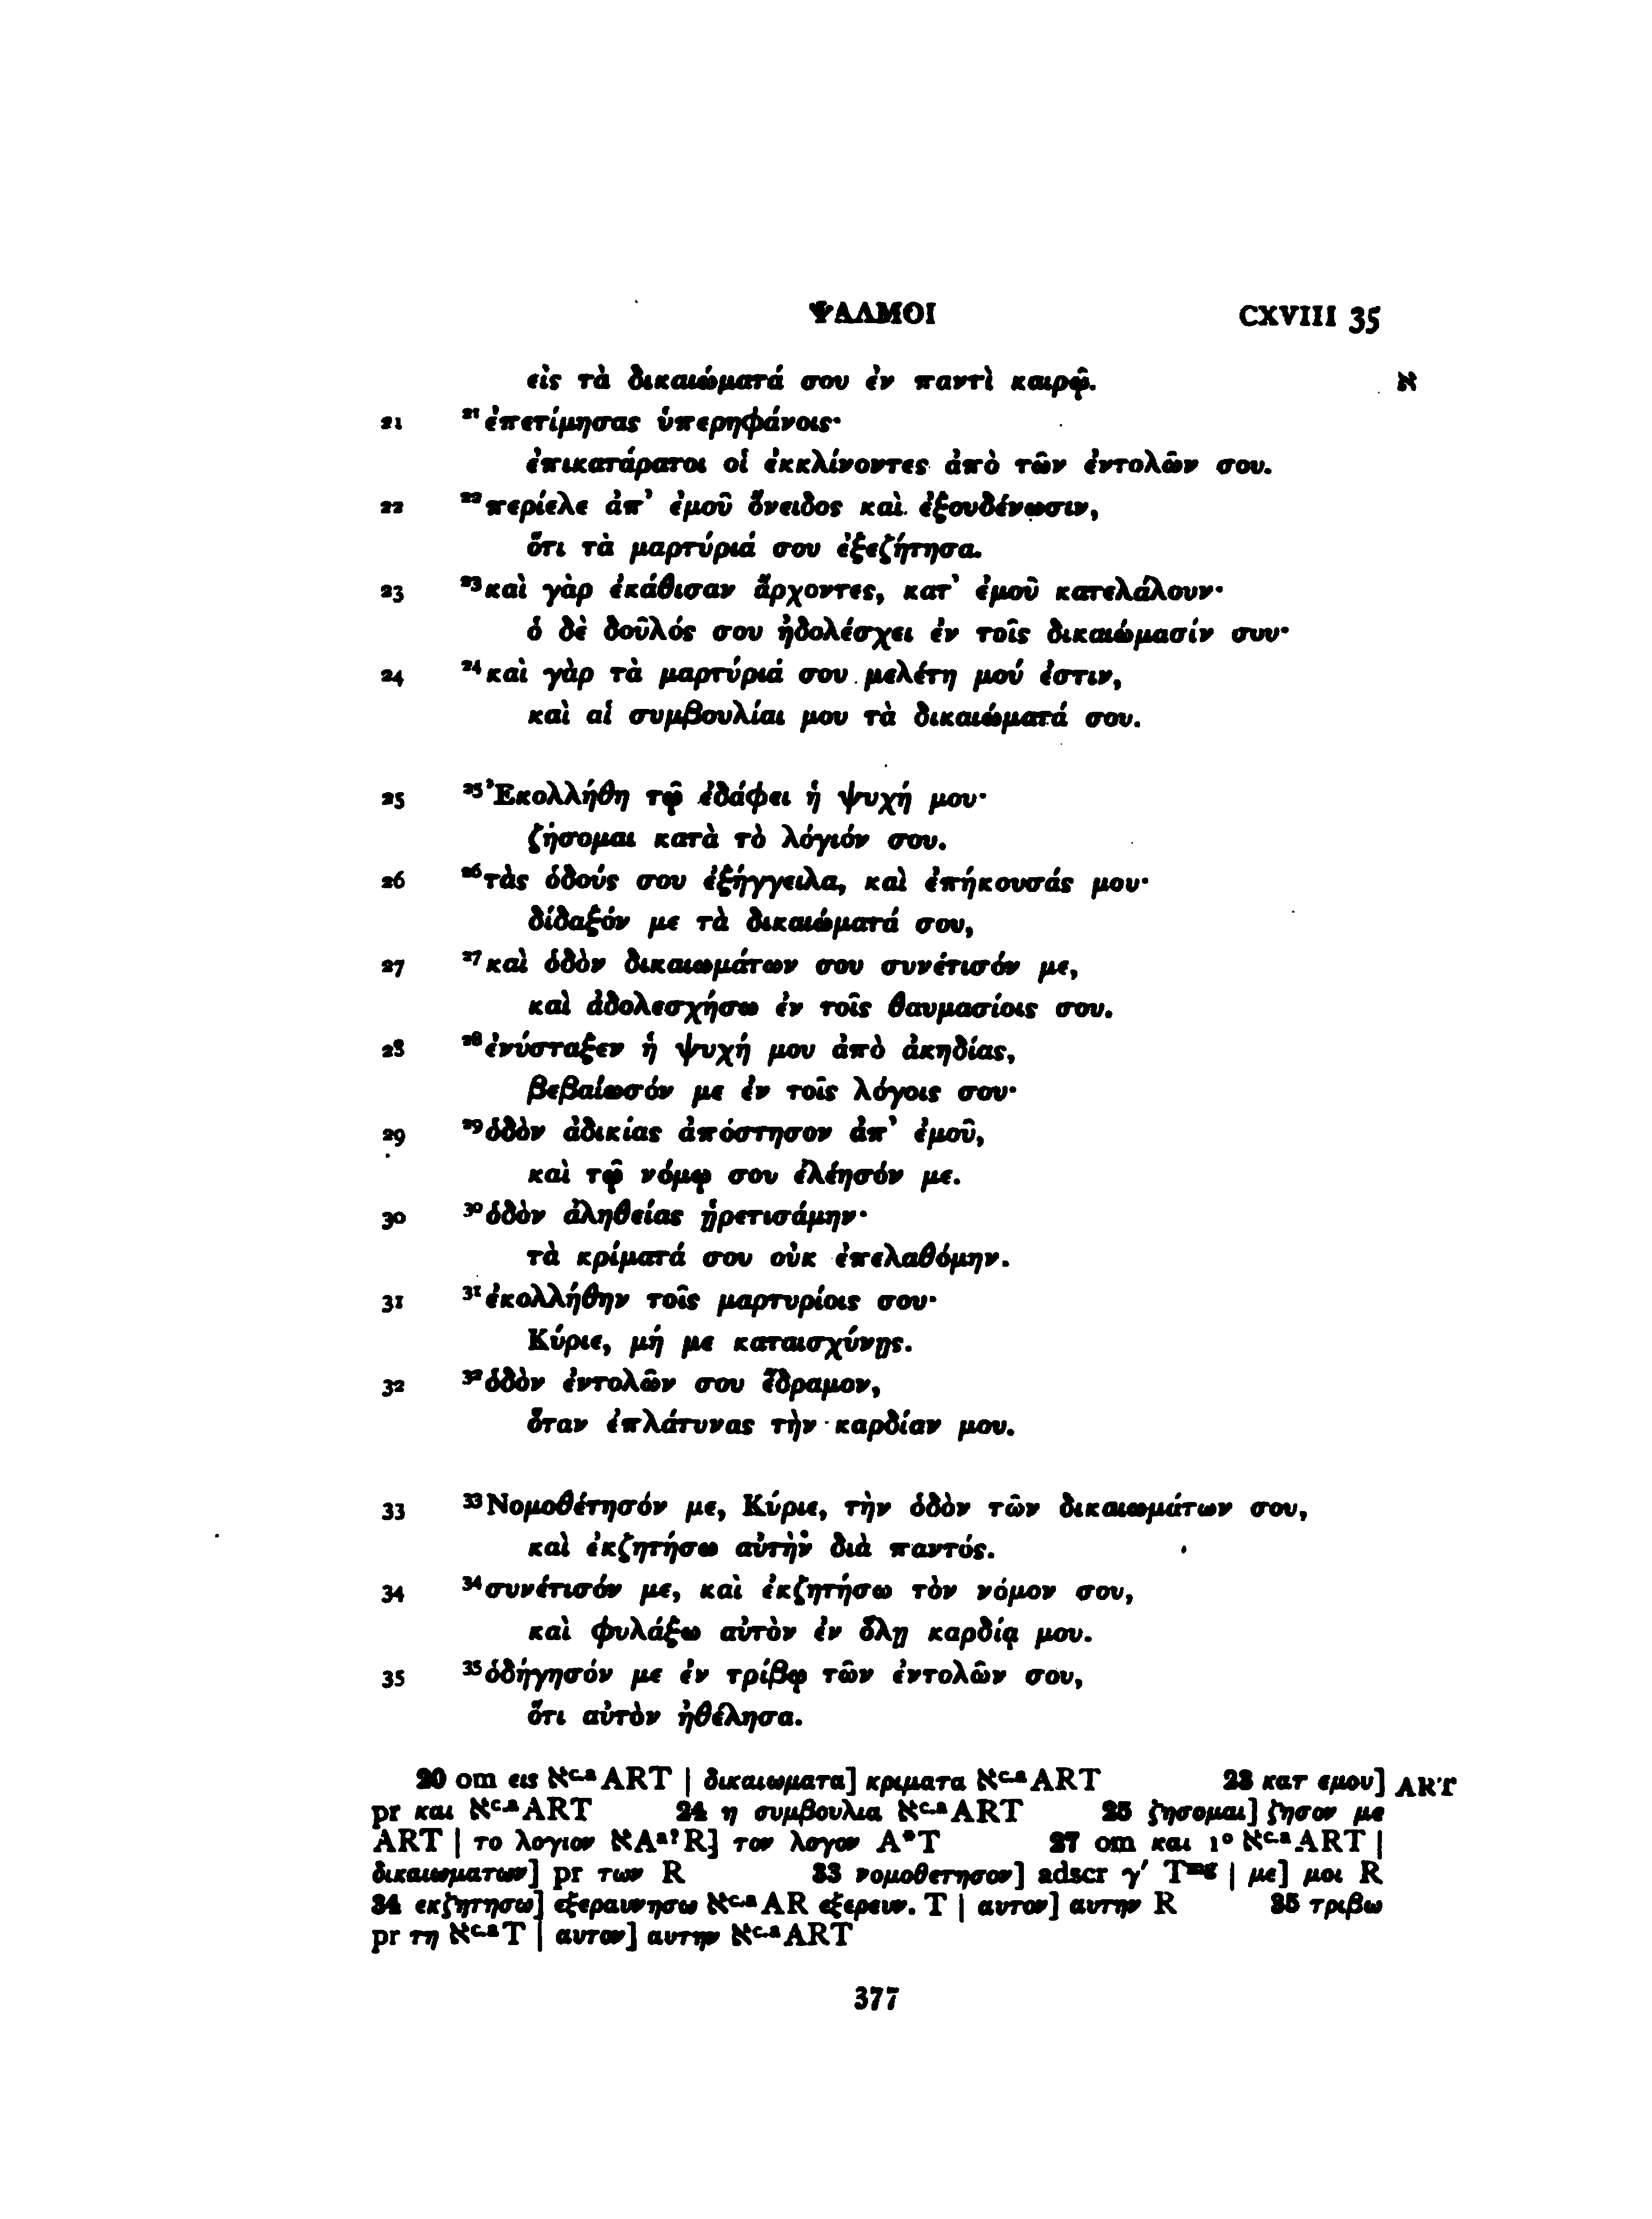 ΨΑΛΜΟΙ CXVIII 35
εἰς τὰ δικαιώματά σου ἐν παντὶ καιρῷ. א
21 ²¹ἐπετίμησας ὑπερηφάνοις·
ἐπικατάρατοι οἱ ἐκκλίνοντες ἀπὸ τῶν ἐντολῶν σου.
22 ²²περίελε ἀπ’ ἐμοῦ ὄνειδος καὶ ἐξουδένωσιν,
ὅτι τὰ μαρτύριά σου ἐξεζήτησα.
23 ²³καὶ γὰρ ἐκάθισαν ἄρχοντες, κατ’ ἐμοῦ κατελάλουν·
ὁ δὲ δοῦλός σου ἠδολέσχει ἐν τοῖς δικαιώμασίν συυ·
24 ²⁴καὶ γὰρ τὰ μαρτύριά σου μελέτη μού ἐστιν,
καὶ αἱ συμβουλίαι μου τὰ δικαιώματά σου.
25 ²⁵Ἐκολλήθη τῷ ἐδάφει ἡ ψυχή μου·
ζήσομαι κατὰ τὸ λόγιόν σου.
26 ²⁶τὰς ὁδούς σου ἐξήγγειλα, καὶ ἐπήκουσάς μου·
δίδαξόν με τὰ δικαιώματά σου,
27 ²⁷καὶ ὁδὸν δικαιωμάτων σου συνέτισόν με,
καὶ ἀδολεσχήσω ἐν τοῖς θαυμασίοις σου.
28 ²⁸ἐνύσταξεν ἡ ψυχή μου ἀπὸ ἀκηδίας,
βεβαίωσόν με ἐν τοῖς λόγοις σου·
29 ²⁹ὁδὸν ἀδικίας ἀπόστησον ἀπ’ ἐμοῦ,
καὶ τῷ νόμῳ σου ἐλέησόν με.
30 ³⁰ὁδὸν ἀληθείας ᾑρετισάμην·
τὰ κρίματά σου οὐκ ἐπελαθόμην.
31 ³¹ἐκολλήθην τοῖς μαρτυρίοις σου·
Κύριε, μή με καταισχύνῃς.
32 ³²ὁδὸν ἐντολῶν σου ἔδραμον,
ὅταν ἐπλάτυνας τὴν καρδίαν μου.
33 ³³Νομοθέτησόν με, Κύριε, τὴν ὁδὸν τῶν δικαιωμάτων σου,
καὶ ἐκζητήσω αὐτὴν διὰ παντός.
34 ³⁴συνέτισόν με, καὶ ἐκζητήσω τὸν νόμον σου,
καὶ φυλάξω αὐτὸν ἐν ὅλῃ καρδίᾳ μου.
35 ³⁵ὁδήγησόν με ἐν τρίβῳ τῶν ἐντολῶν σου,
ὅτι αὐτὸν ἠθέλησα.
20 om εις אᶜ·ᵃ ART | δικαιωματα] κριματα אᶜ·ᵃ ART 23 κατ εμου] ART
pr και אᶜ·ᵃ ART 24 η συμβουλια אᶜ·ᵃ ART 25 ζησομαι] ζησον με
ART | το λογιον אAᵃ?R] τον λογον A*T 27 om και 1° אᶜ·ᵃ ART |
δικαιωματων] pr των R 33 νομοθετησον] adscr γ′ Tᵐᵍ | με] μοι R
34 εκζητησω] εξεραυνησω אᶜ·ᵃ AR εξερευν. T | αυτον] αυτην R 35 τριβω
pr τη אᶜ·ᵃ T | αυτον] αυτην אᶜ·ᵃ ART
377